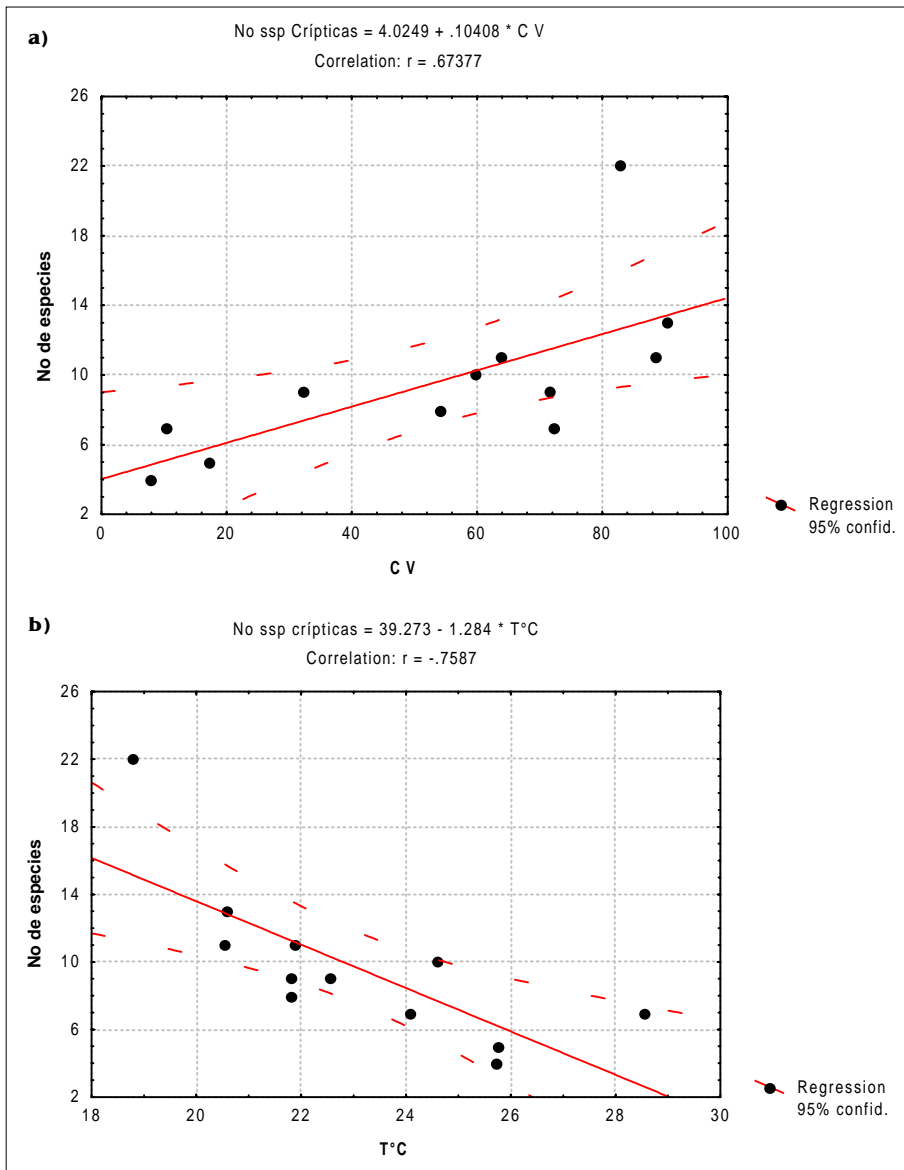 a)
No ssp Crípticas = 4.0249 + .10408 * C V
Correlation: r = .67377
26
22
18
14
10
6
2
No de especies
0 20 40 60 80 100
C V
Regression
95% confid.
b)
No ssp crípticas = 39.273 - 1.284 * T°C
Correlation: r = -.7587
26
22
18
14
10
6
2
No de especies
18 20 22 24 26 28 30
T°C
Regression
95% confid.